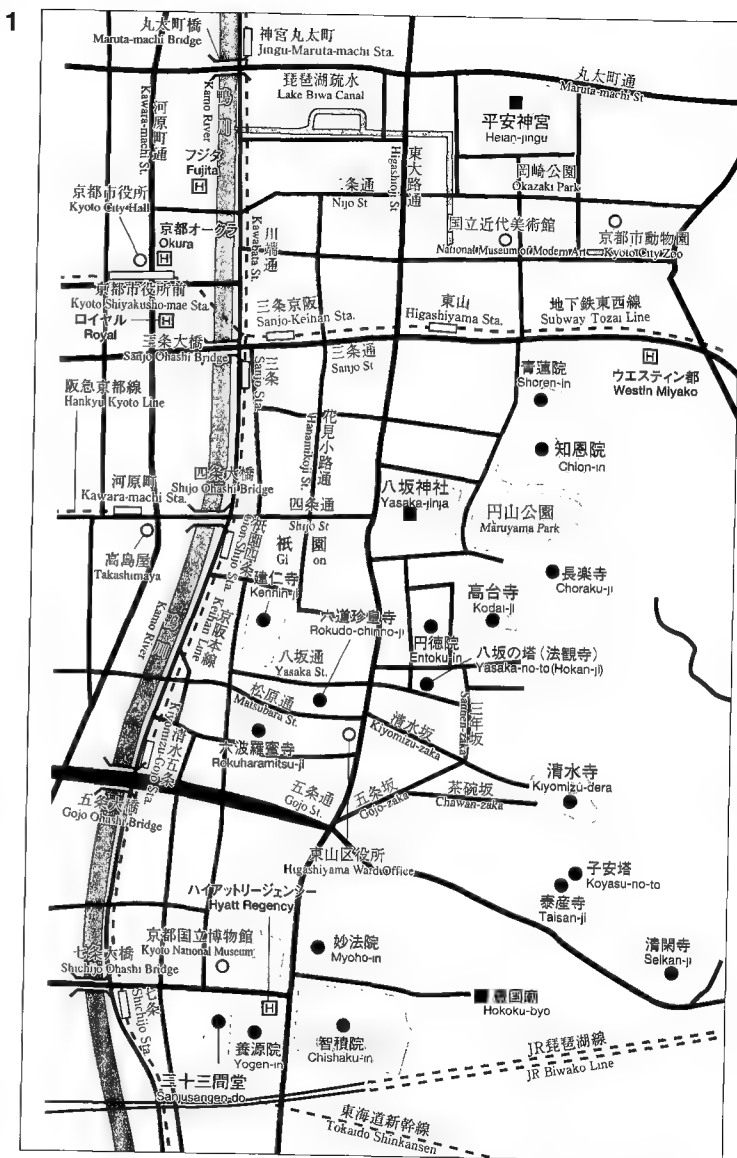 1
丸太町橋
Maruta-machi Bridge
神宮丸太町
Jingu-Maruta-machi Sta.
丸太町通
Maruta-machi St
琵琶湖疏水
Lake Biwa Canal
河原町通
Kawara-machi St.
鴨川
Kamo River
平安神宮
Heian-jingu
東大路通
Higashioji St
岡崎公園
Okazaki Park
フジタ
Fujita
H
京都市役所
Kyoto City Hall
二条通
Nijo St
国立近代美術館
National Museum of Modern Art
京都市動物園
Kyoto City Zoo
京都オークラ
Okura
H
川端通
Kawabata St.
京都市役所前
Kyoto Shiyakusho-mae Sta.
三条京阪
Sanjo-Keihan Sta.
東山
Higashiyama Sta.
地下鉄東西線
Subway Tozai Line
ロイヤル
Royal
H
三条大橋
Sanjo Ohashi Bridge
三条
Sanjo Sta.
三条通
Sanjo St
H
ウエスティン都
Westin Miyako
青蓮院
Shoren-in
阪急京都線
Hankyu Kyoto Line
花見小路通
Hanamikoji St.
知恩院
Chion-in
河原町
Kawara-machi Sta.
四条大橋
Shijo Ohashi Bridge
四条通
Shijo St
八坂神社
Yasaka-jinja
円山公園
Maruyama Park
高島屋
Takashimaya
祇園四条
Gion-Shijo Sta.
祇園
Gion
建仁寺
Kennin-ji
長楽寺
Choraku-ji
高台寺
Kodai-ji
京阪本線
Keihan Line
Kamo River
六道珍皇寺
Rokudo-chinno-ji
円徳院
Entoku-in
八坂通
Yasaka St.
八坂の塔(法観寺)
Yasaka-no-to (Hokan-ji)
松原通
Matsubara St.
三年坂
Sannen-zaka
清水坂
Kiyomizu-zaka
清水五条
Kiyomizu-Gojo Sta.
六波羅蜜寺
Rokuharamitsu-ji
清水寺
Kiyomizu-dera
五条大橋
Gojo Ohashi Bridge
五条通
Gojo St.
五条坂
Gojo-zaka
茶碗坂
Chawan-zaka
東山区役所
Higashiyama Ward Office
子安塔
Koyasu-no-to
泰産寺
Taisan-ji
ハイアットリージェンシー
Hyatt Regency
京都国立博物館
Kyoto National Museum
妙法院
Myoho-in
清閑寺
Seikan-ji
七条大橋
Shichijo Ohashi Bridge
七条
Shichijo Sta.
H
豊国廟
Hokoku-byo
養源院
Yogen-in
智積院
Chishaku-in
三十三間堂
Sanjusangen-do
JR琵琶湖線
JR Biwako Line
東海道新幹線
Tokaido Shinkansen